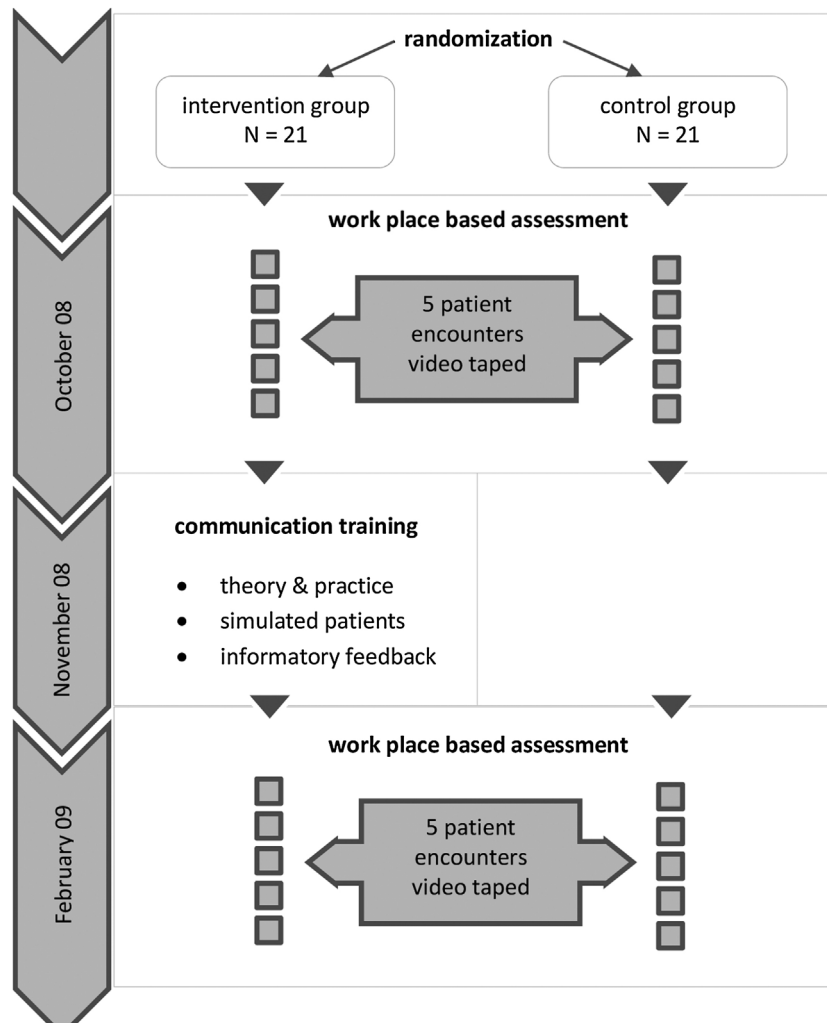 randomization
intervention group
N = 21
control group
N = 21
October 08
work place based assessment
5 patient
encounters
video taped
November 08
communication training
• theory & practice
• simulated patients
• informatory feedback
February 09
work place based assessment
5 patient
encounters
video taped